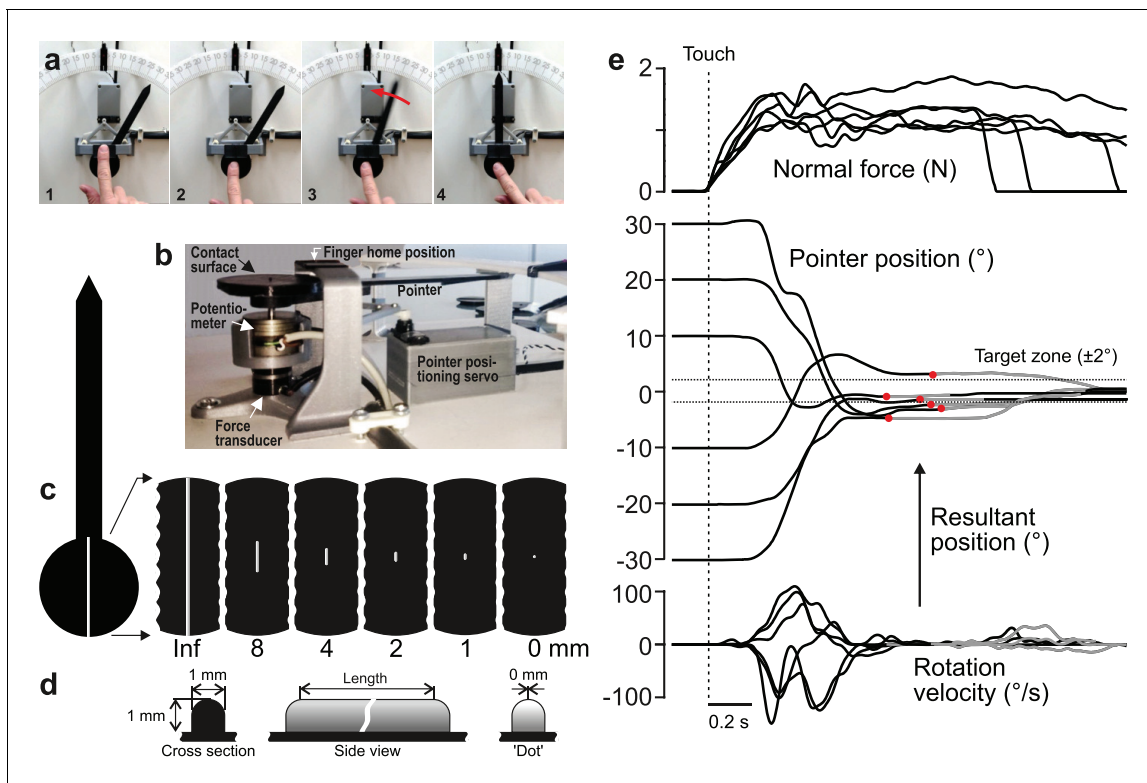 a
1
2
3
4
b
Finger home position
Contact
surface
Pointer
Potentio-
meter
Pointer posi-
tioning servo
Force
transducer
c
Inf
8
4
2
1
0 mm
d
1 mm
1 mm
Cross section
Length
Side view
0 mm
'Dot'
e
Touch
2
1
0
Normal force (N)
30
20
10
0
-10
-20
-30
Pointer position (°)
Target zone (±2°)
Resultant
position (°)
100
0
-100
Rotation
velocity (°/s)
0.2 s